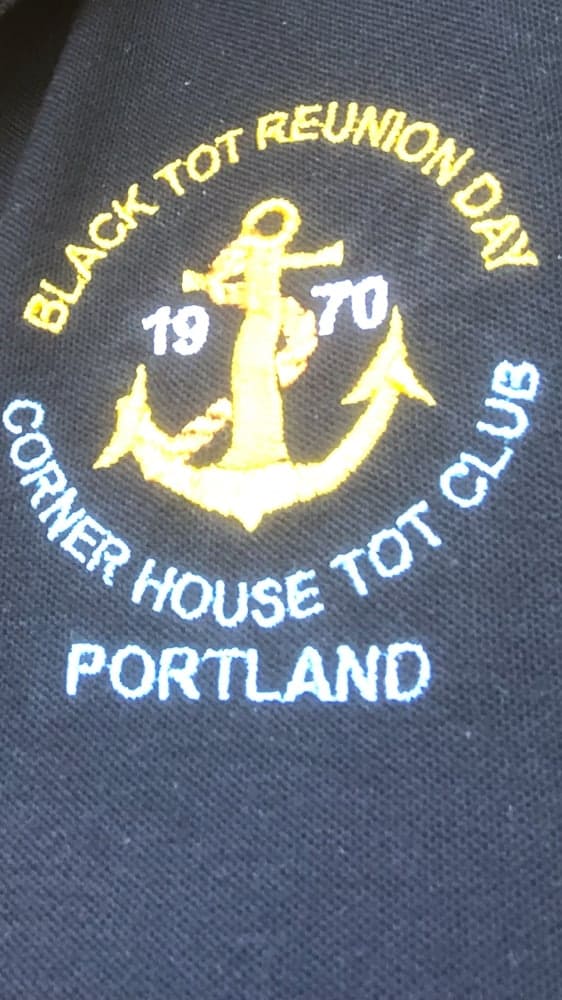 BLACK TOT REUNION DAY
19 70
CORNER HOUSE TOT CLUB
PORTLAND